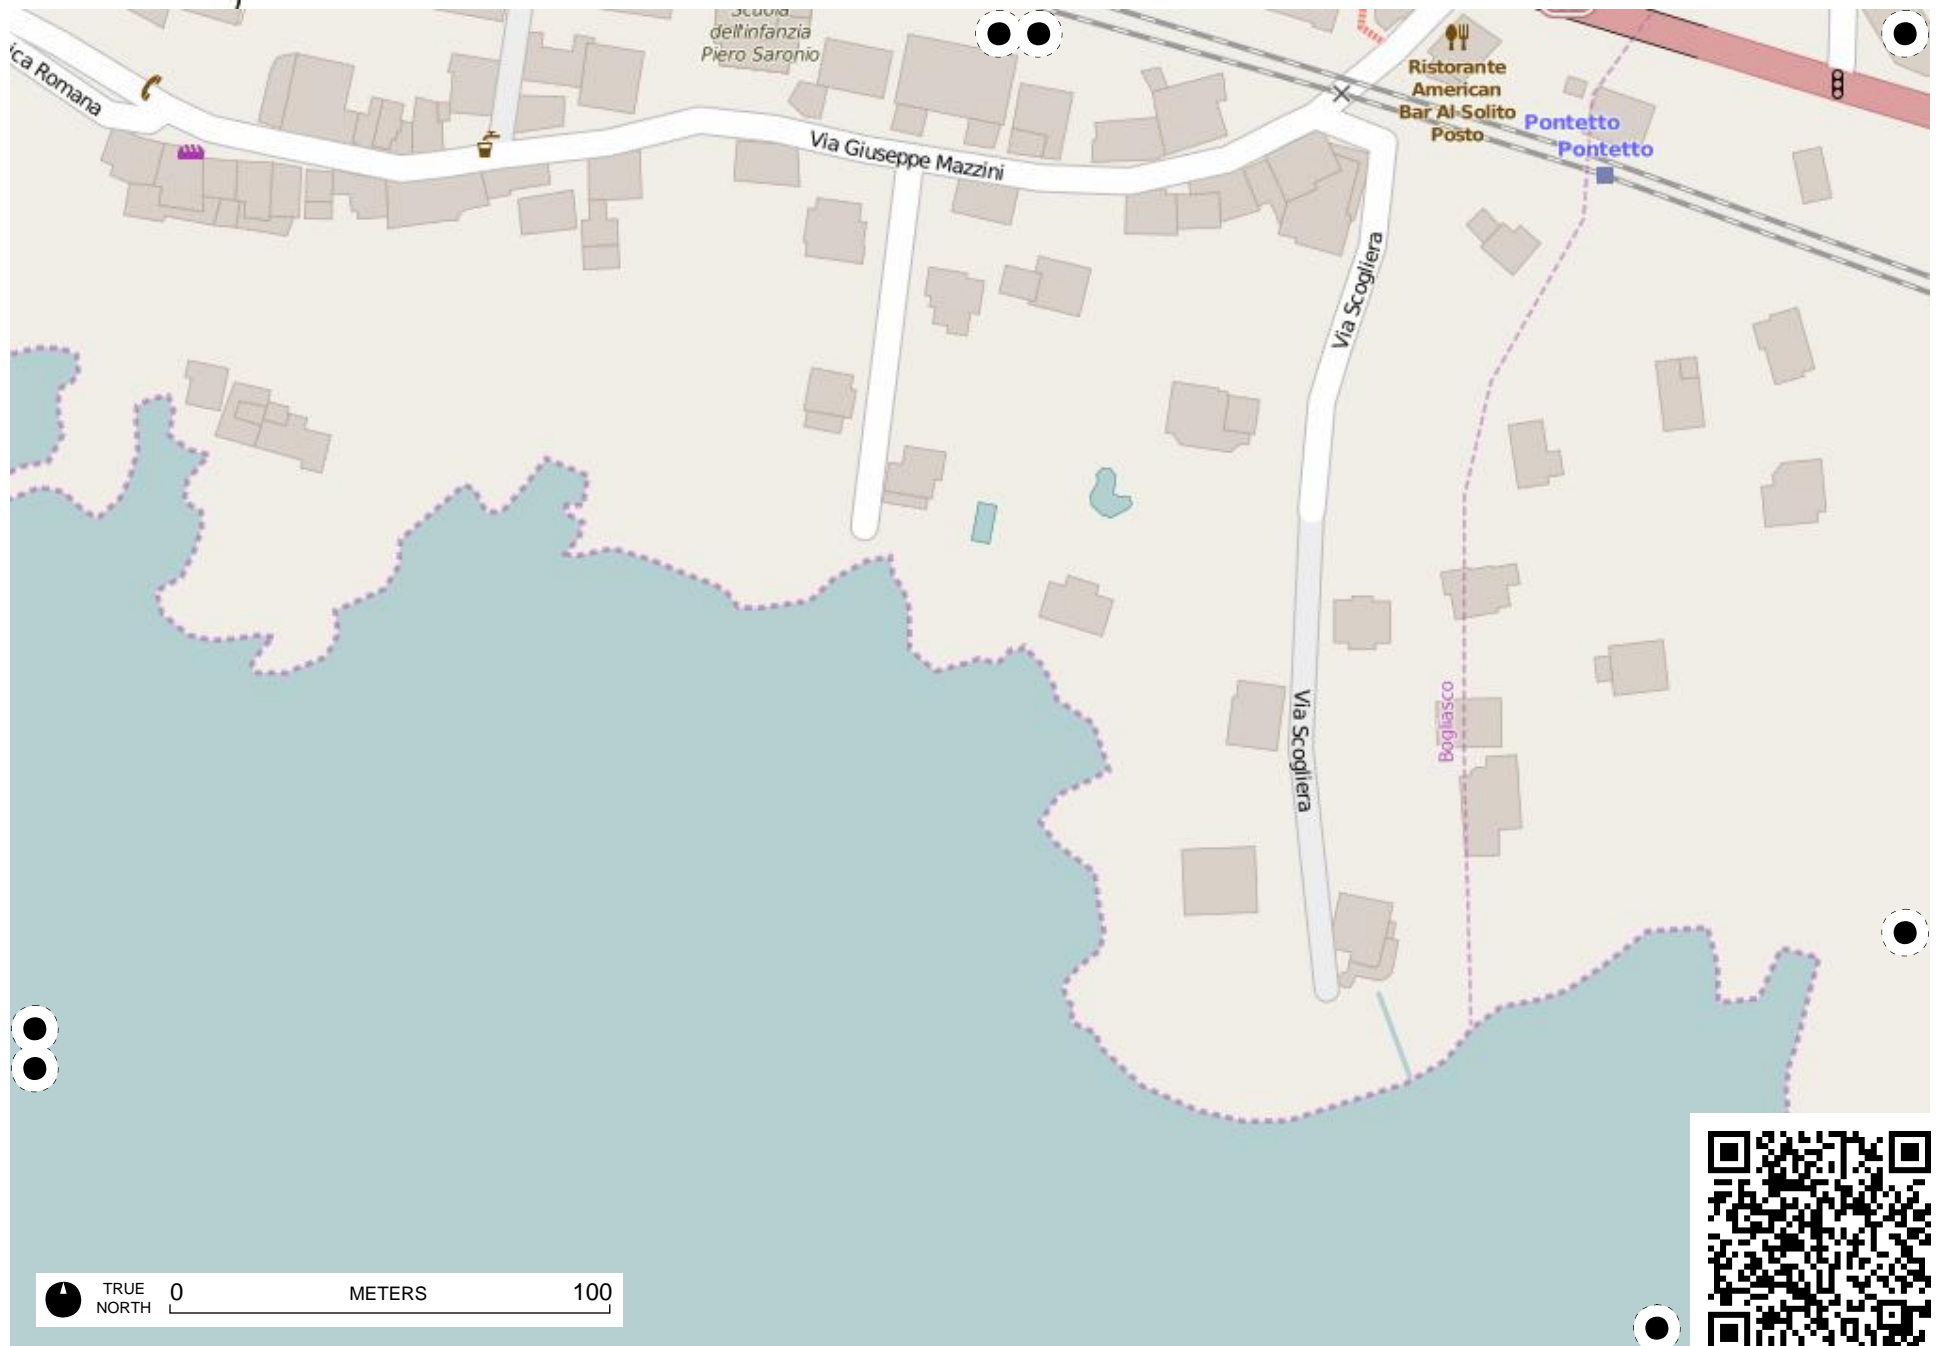 Scuola
dell'infanzia
Piero Saronio
Ristorante
American
Bar Al Solito
Posto
Pontetto
Pontetto
ica Romana
Via Giuseppe Mazzini
Via Scogliera
Via Scogliera
Bogliasco
TRUE
NORTH
0 METERS 100